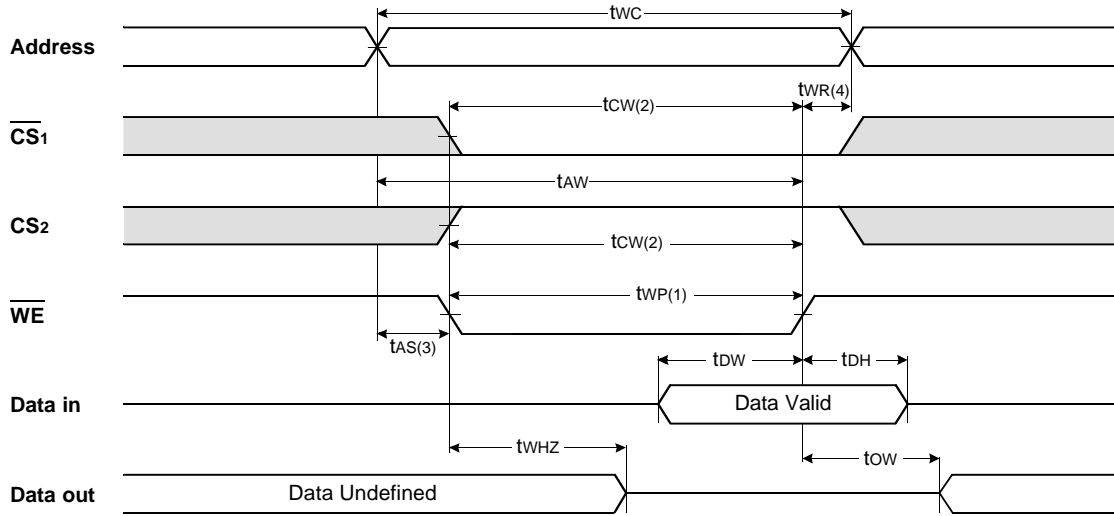 tWC
Address
tCW(2)
tWR(4)
CS1
tAW
CS2
tCW(2)
tWP(1)
WE
tAS(3)
tDW
tDH
Data in
Data Valid
tWHZ
tOW
Data out
Data Undefined